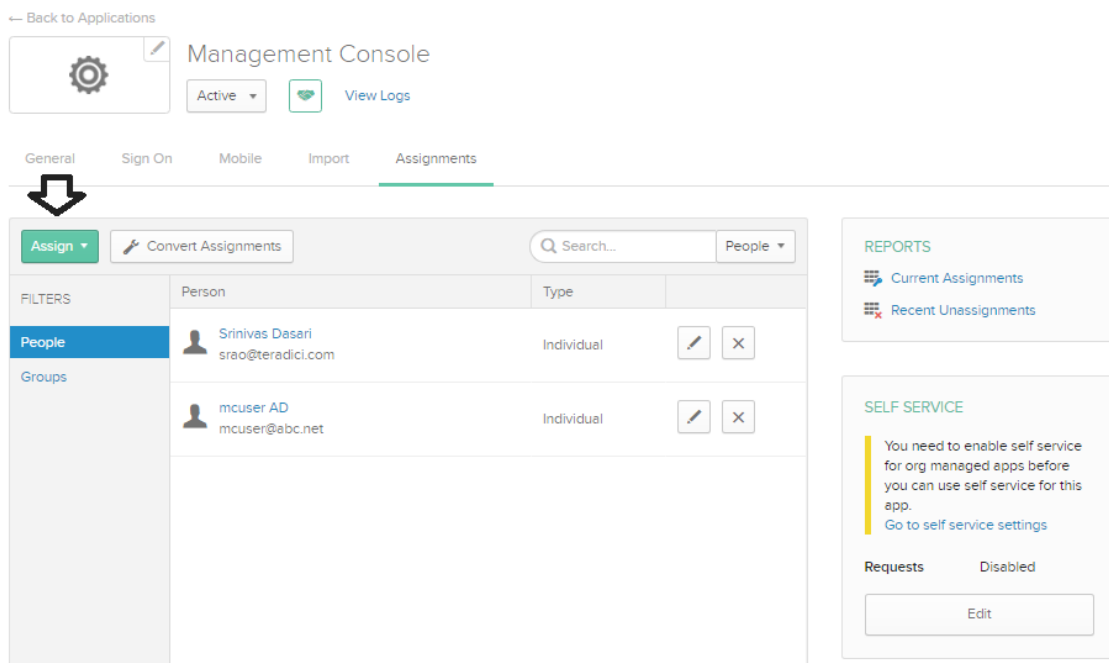 ← Back to Applications
Management Console
Active
View Logs
General
Sign On
Mobile
Import
Assignments
Assign
Convert Assignments
Search...
People
FILTERS
People
Groups
Person
Type
Srinivas Dasari
srao@teradici.com
Individual
mcuser AD
mcuser@abc.net
Individual
REPORTS
Current Assignments
Recent Unassignments
SELF SERVICE
You need to enable self service
for org managed apps before
you can use self service for this
app.
Go to self service settings
Requests Disabled
Edit